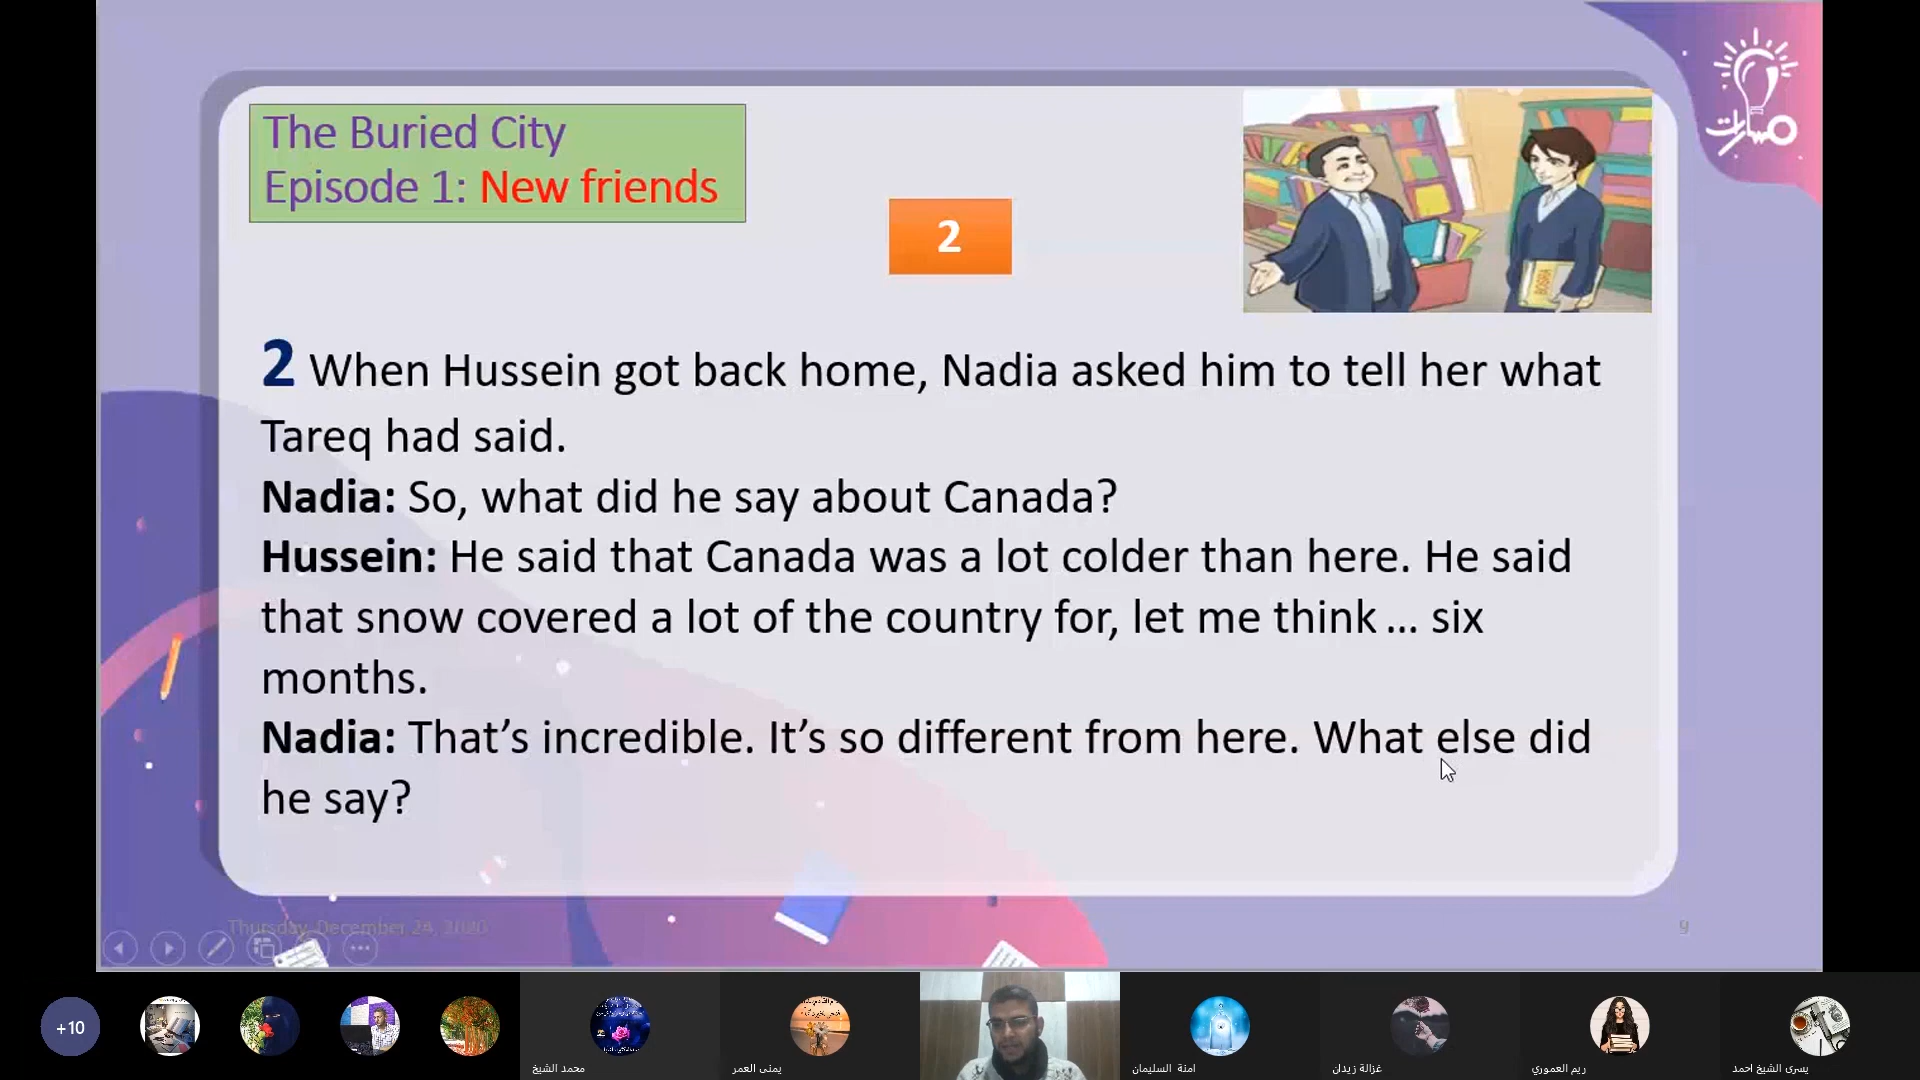 The Buried City
Episode 1: New friends
2
BOSRA
مسارات
2 When Hussein got back home, Nadia asked him to tell her what
Tareq had said.
Nadia: So, what did he say about Canada?
Hussein: He said that Canada was a lot colder than here. He said
that snow covered a lot of the country for, let me think … six
months.
Nadia: That’s incredible. It’s so different from here. What else did
he say?
Thursday, December 24, 2020
9
+10
محمد الشيخ
يمنى العمر
امنة السليمان
غزالة زيدان
ريم العموري
يسرى الشيخ احمد